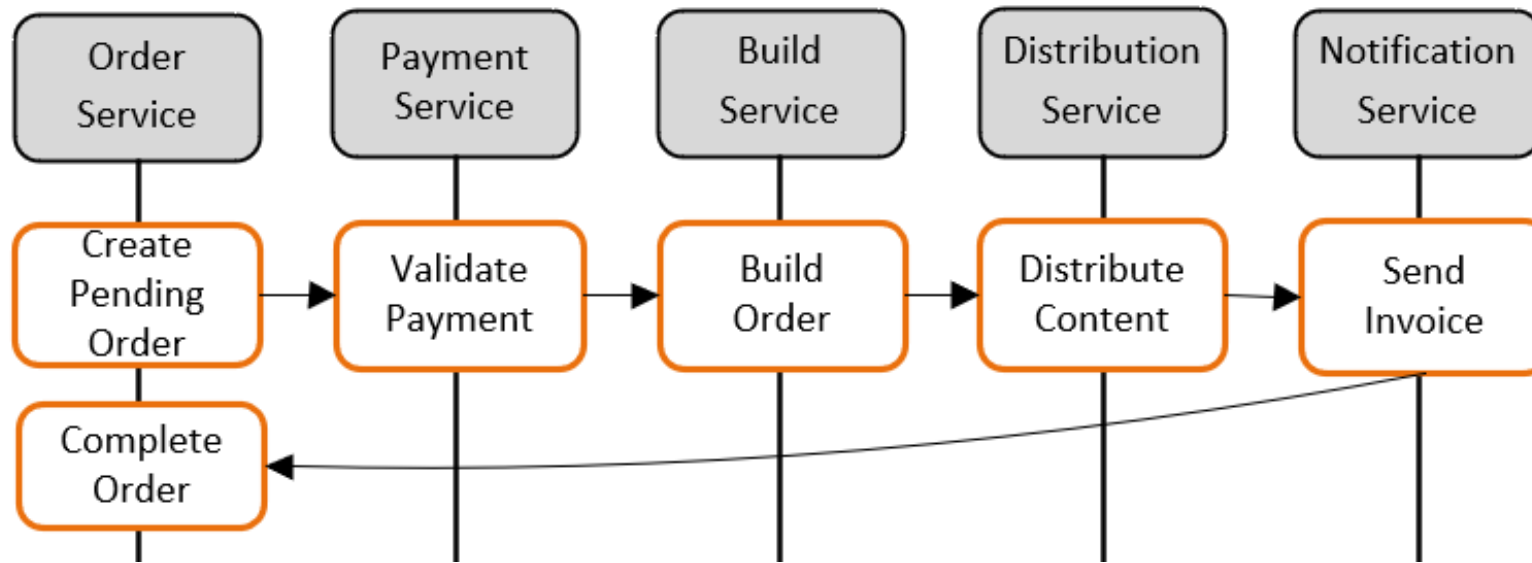 Order
Service
Payment
Service
Build
Service
Distribution
Service
Notification
Service
Create
Pending
Order
Validate
Payment
Build
Order
Distribute
Content
Send
Invoice
Complete
Order